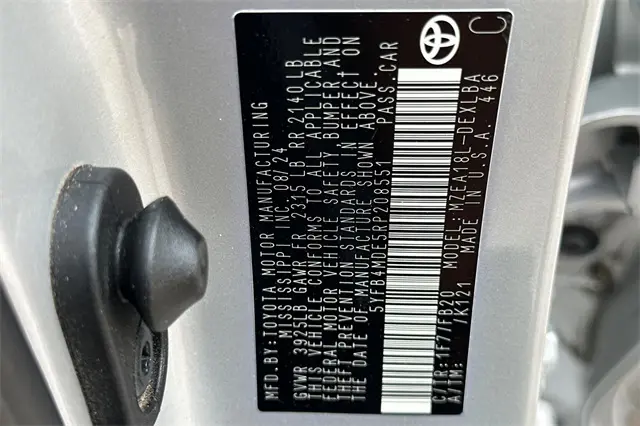 MFD.BY:TOYOTA MOTOR MANUFACTURING
MISSISSIPPI INC. 08/24
GVWR 3925LB GAWR FR 2315 LB RR 2140 LB
THIS VEHICLE CONFORMS TO ALL APPLICABLE
FEDERAL MOTOR VEHICLE SAFETY, BUMPER AND
THEFT PREVENTION STANDARDS IN EFFECT ON
THE DATE OF MANUFACTURE SHOWN ABOVE.
5YFB4MDE5RP208551 PASS.CAR
C/TR:1F7/FB20 MODEL:MZEA18L-DEXLBA
A/TM: /K121 MADE IN U.S.A. 446
C